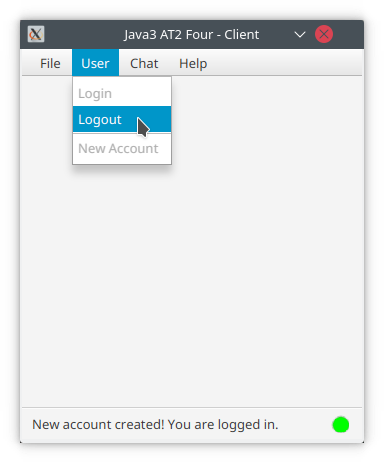 Java3 AT2 Four - Client
File User Chat Help
Login
Logout
New Account
New account created! You are logged in.